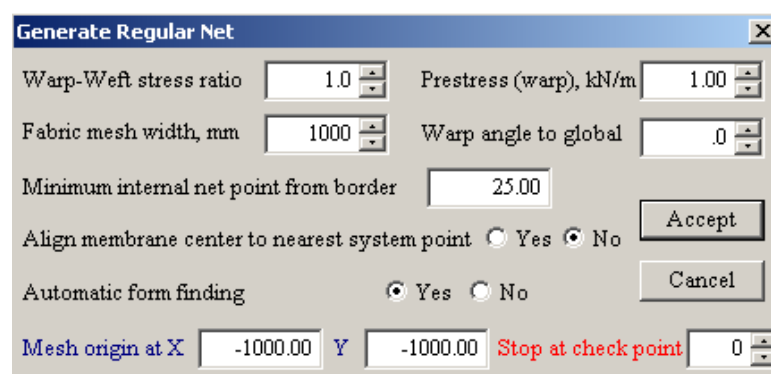 Generate Regular Net
Warp-Weft stress ratio 1.0 Prestress (warp), kN/m 1.00
Fabric mesh width, mm 1000 Warp angle to global .0
Minimum internal net point from border 25.00
Accept
Align membrane center to nearest system point Yes No
Cancel
Automatic form finding Yes No
Mesh origin at X -1000.00 Y -1000.00 Stop at check point 0